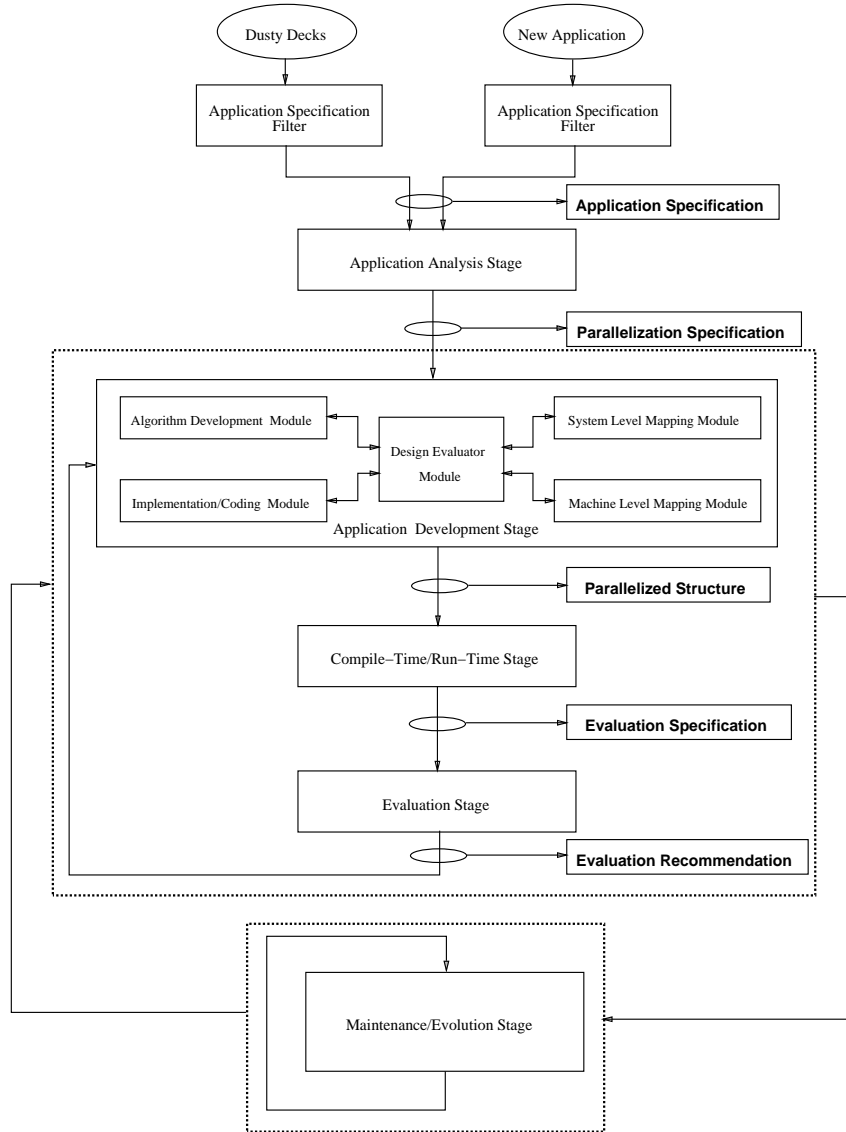 Dusty Decks
New Application
Application Specification
Filter
Application Specification
Filter
Application Specification
Application Analysis Stage
Parallelization Specification
Algorithm Development Module
System Level Mapping Module
Design Evaluator
Module
Implementation/Coding Module
Machine Level Mapping Module
Application Development Stage
Parallelized Structure
Compile−Time/Run−Time Stage
Evaluation Specification
Evaluation Stage
Evaluation Recommendation
Maintenance/Evolution Stage